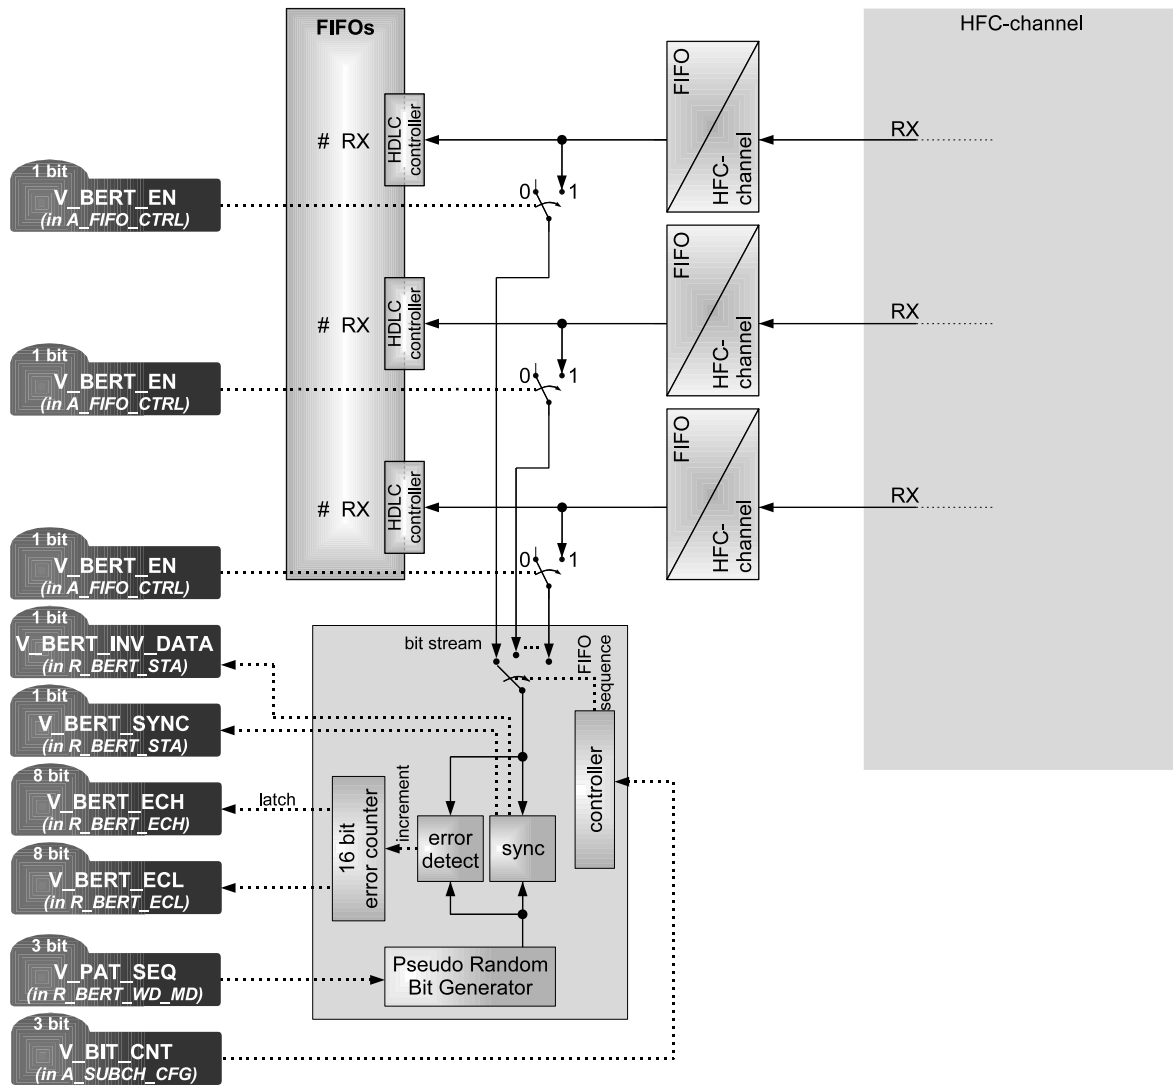 FIFOs
HFC-channel
# RX
HDLC
controller
FIFO
HFC-
channel
RX
1 bit
V_BERT_EN
(in A_FIFO_CTRL)
0
1
# RX
HDLC
controller
FIFO
HFC-
channel
RX
1 bit
V_BERT_EN
(in A_FIFO_CTRL)
0
1
# RX
HDLC
controller
FIFO
HFC-
channel
RX
1 bit
V_BERT_EN
(in A_FIFO_CTRL)
0
1
1 bit
V_BERT_INV_DATA
(in R_BERT_STA)
bit stream
FIFO
sequence
1 bit
V_BERT_SYNC
(in R_BERT_STA)
controller
8 bit
V_BERT_ECH
(in R_BERT_ECH)
latch
16 bit
error counter
increment
error
detect
sync
8 bit
V_BERT_ECL
(in R_BERT_ECL)
3 bit
V_PAT_SEQ
(in R_BERT_WD_MD)
Pseudo Random
Bit Generator
3 bit
V_BIT_CNT
(in A_SUBCH_CFG)